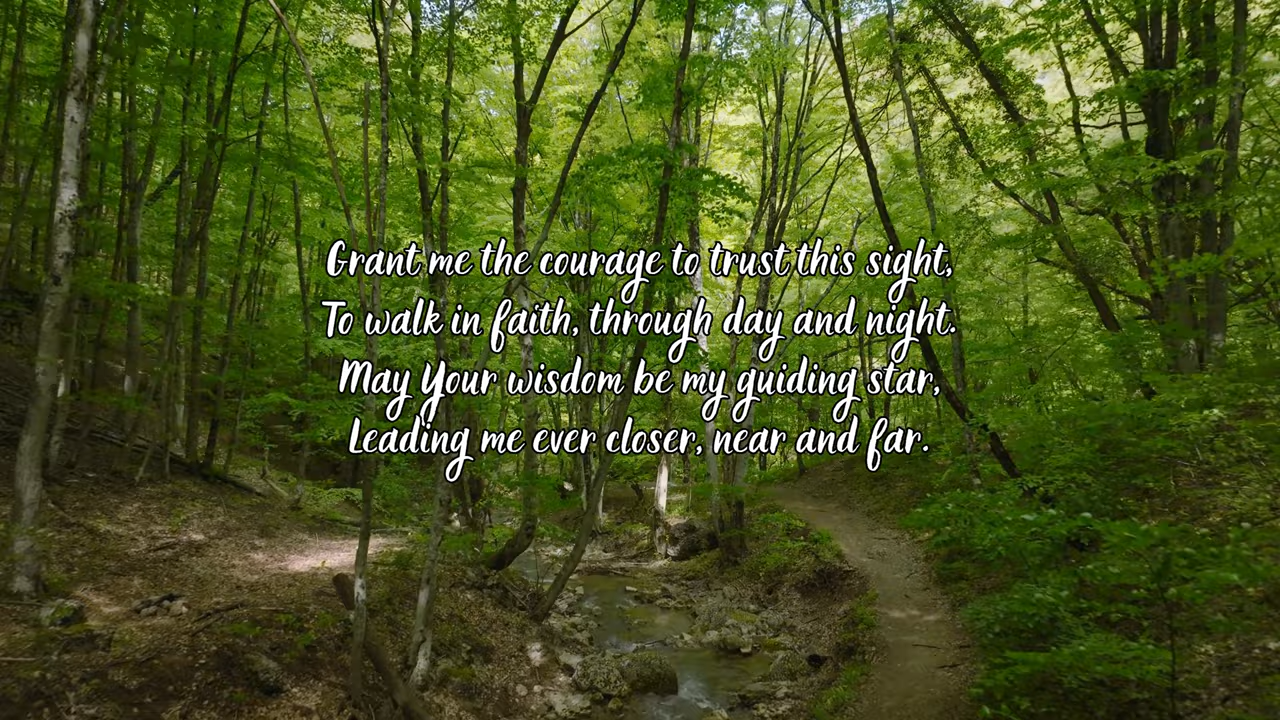 Grant me the courage to trust this sight,
To walk in faith, through day and night.
May Your wisdom be my guiding star,
Leading me ever closer, near and far.